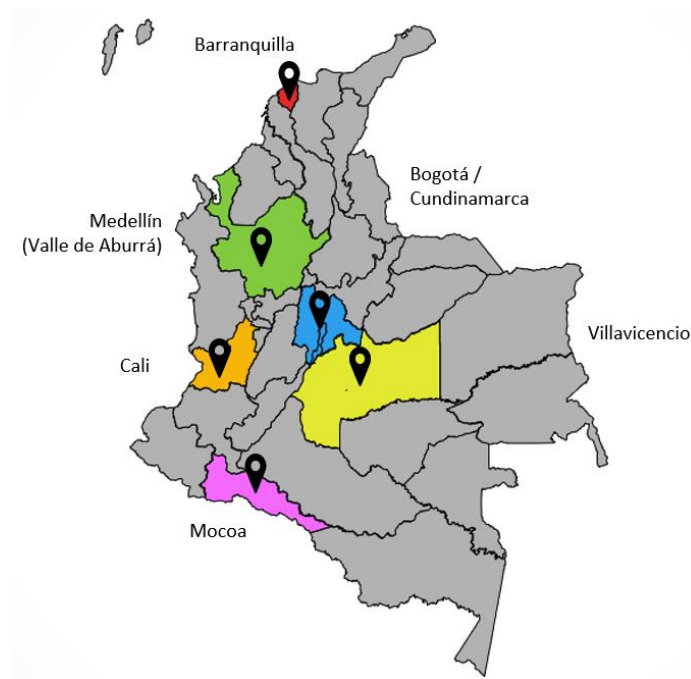 Barranquilla
Bogotá /
Cundinamarca
Medellín
(Valle de Aburrá)
Villavicencio
Cali
Mocoa